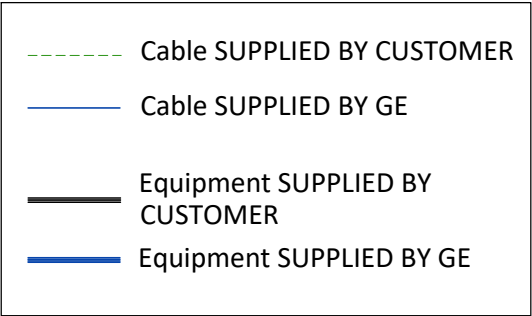 Cable SUPPLIED BY CUSTOMER
Cable SUPPLIED BY GE
Equipment SUPPLIED BY
CUSTOMER
Equipment SUPPLIED BY GE